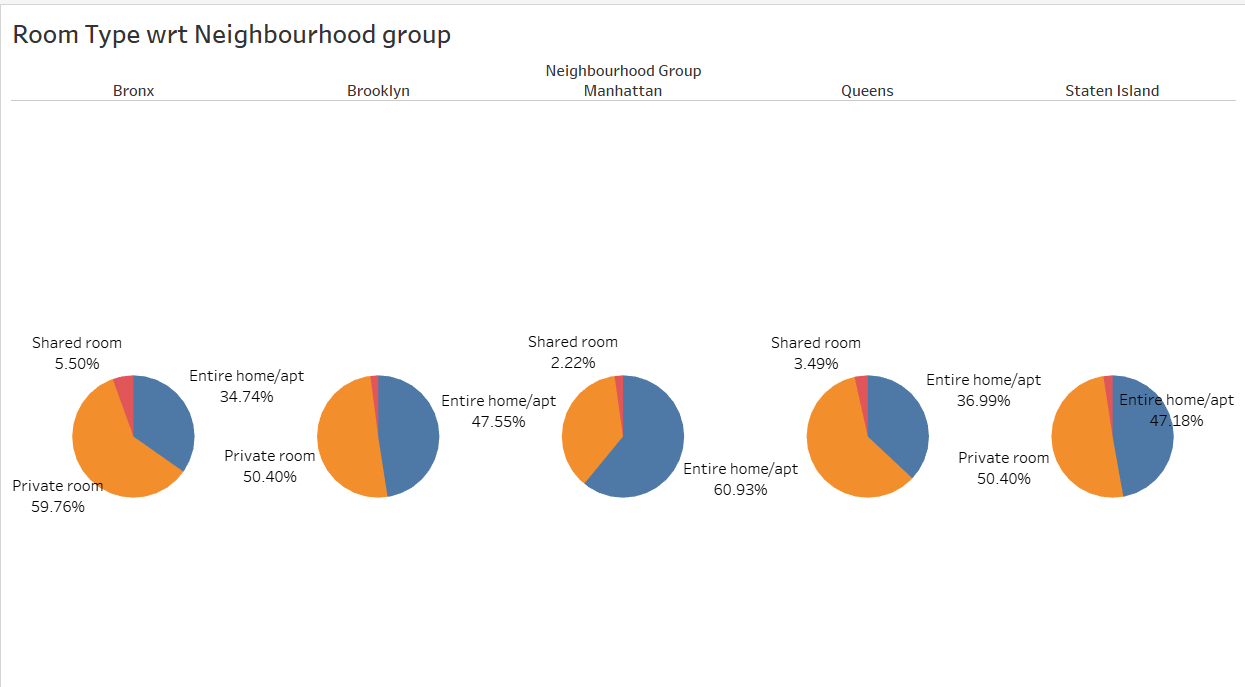 Room Type wrt Neighbourhood group
Neighbourhood Group
Bronx
Brooklyn
Manhattan
Queens
Staten Island
Shared room
5.50%
Entire home/apt
34.74%
Private room
59.76%
Entire home/apt
47.55%
Private room
50.40%
Shared room
2.22%
Entire home/apt
60.93%
Shared room
3.49%
Entire home/apt
36.99%
Entire home/apt
47.18%
Private room
50.40%